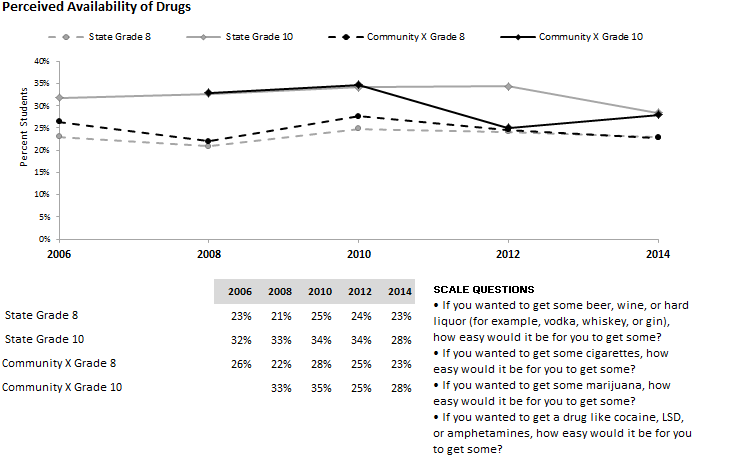 Perceived Availability of Drugs
State Grade 8 State Grade 10 Community X Grade 8 Community X Grade 10
Percent Students
40%
35%
30%
25%
20%
15%
10%
5%
0%
2006 2008 2010 2012 2014
2006 2008 2010 2012 2014
State Grade 8 23% 21% 25% 24% 23%
State Grade 10 32% 33% 34% 34% 28%
Community X Grade 8 26% 22% 28% 25% 23%
Community X Grade 10 33% 35% 25% 28%
SCALE QUESTIONS
• If you wanted to get some beer, wine, or hard
liquor (for example, vodka, whiskey, or gin),
how easy would it be for you to get some?
• If you wanted to get some cigarettes, how
easy would it be for you to get some?
• If you wanted to get some marijuana, how
easy would it be for you to get some?
• If you wanted to get a drug like cocaine, LSD,
or amphetamines, how easy would it be for you
to get some?